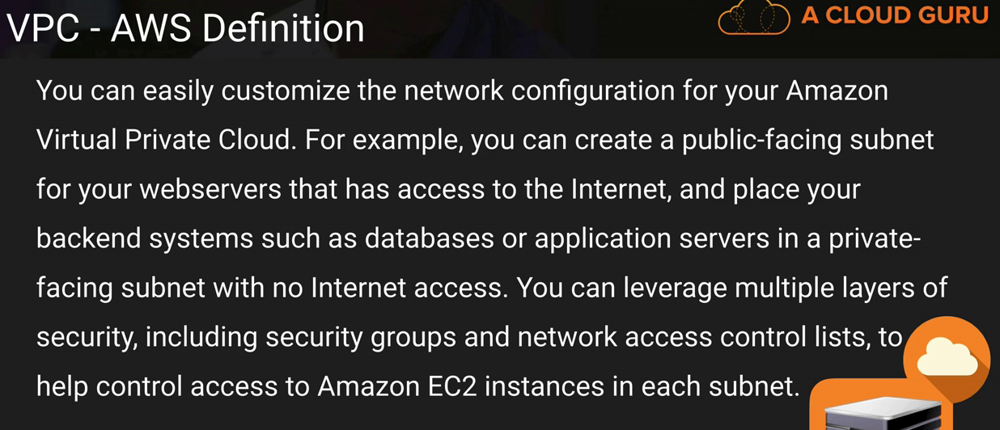 VPC - AWS Definition
A CLOUD GURU
You can easily customize the network configuration for your Amazon
Virtual Private Cloud. For example, you can create a public-facing subnet
for your webservers that has access to the Internet, and place your
backend systems such as databases or application servers in a private-
facing subnet with no Internet access. You can leverage multiple layers of
security, including security groups and network access control lists, to
help control access to Amazon EC2 instances in each subnet.